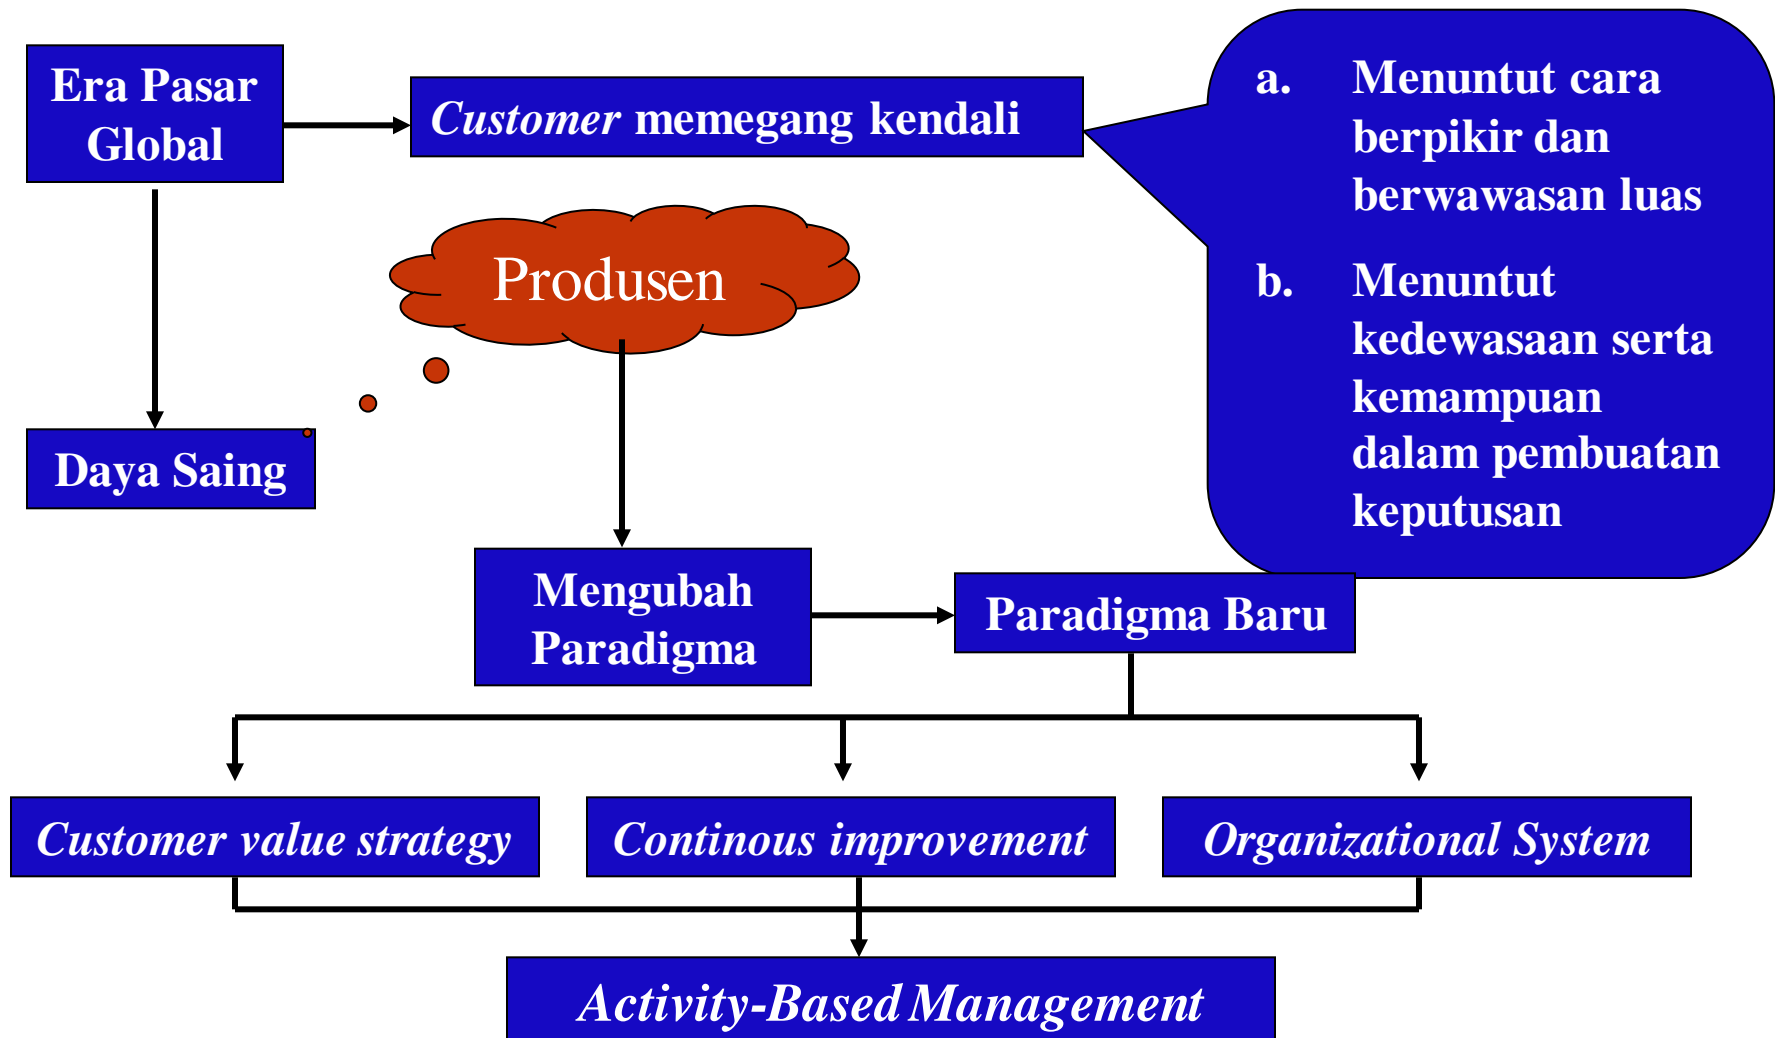 Era Pasar
Global
Customer memegang kendali
a. Menuntut cara
berpikir dan
berwawasan luas
b. Menuntut
kedewasaan serta
kemampuan
dalam pembuatan
keputusan
Produsen
Daya Saing
Mengubah
Paradigma
Paradigma Baru
Customer value strategy
Continous improvement
Organizational System
Activity-Based Management